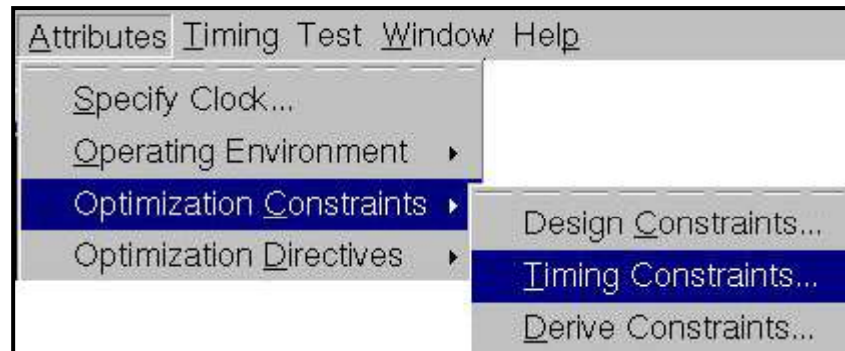 Attributes Timing Test Window Help
Specify Clock...
Operating Environment
Optimization Constraints
Optimization Directives
Design Constraints...
Timing Constraints...
Derive Constraints...